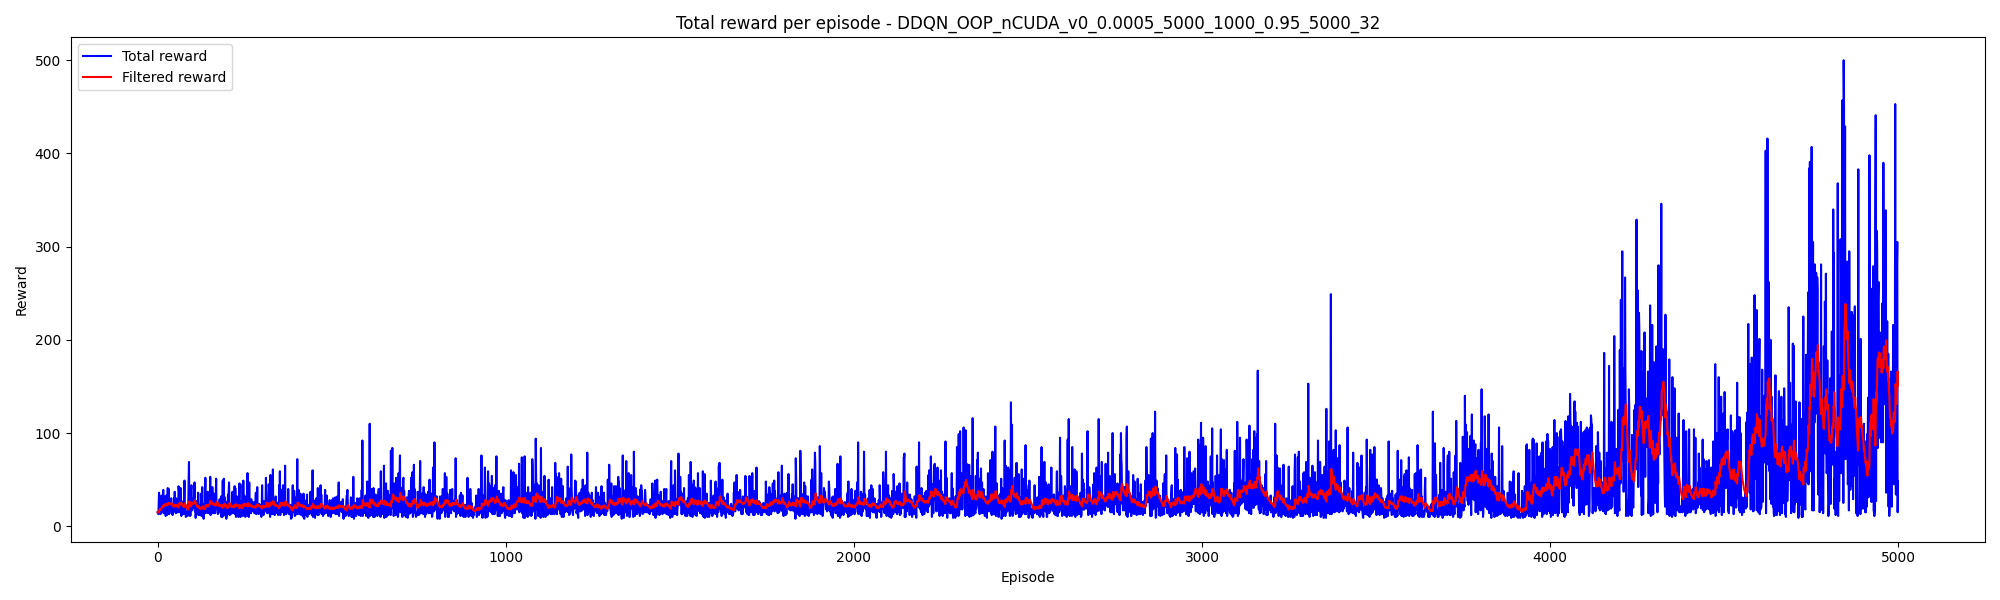 Total reward per episode - DDQN_OOP_nCUDA_v0_0.0005_5000_1000_0.95_5000_32
Total reward
Filtered reward
500
400
300
200
100
0
Reward
0 1000 2000 3000 4000 5000
Episode